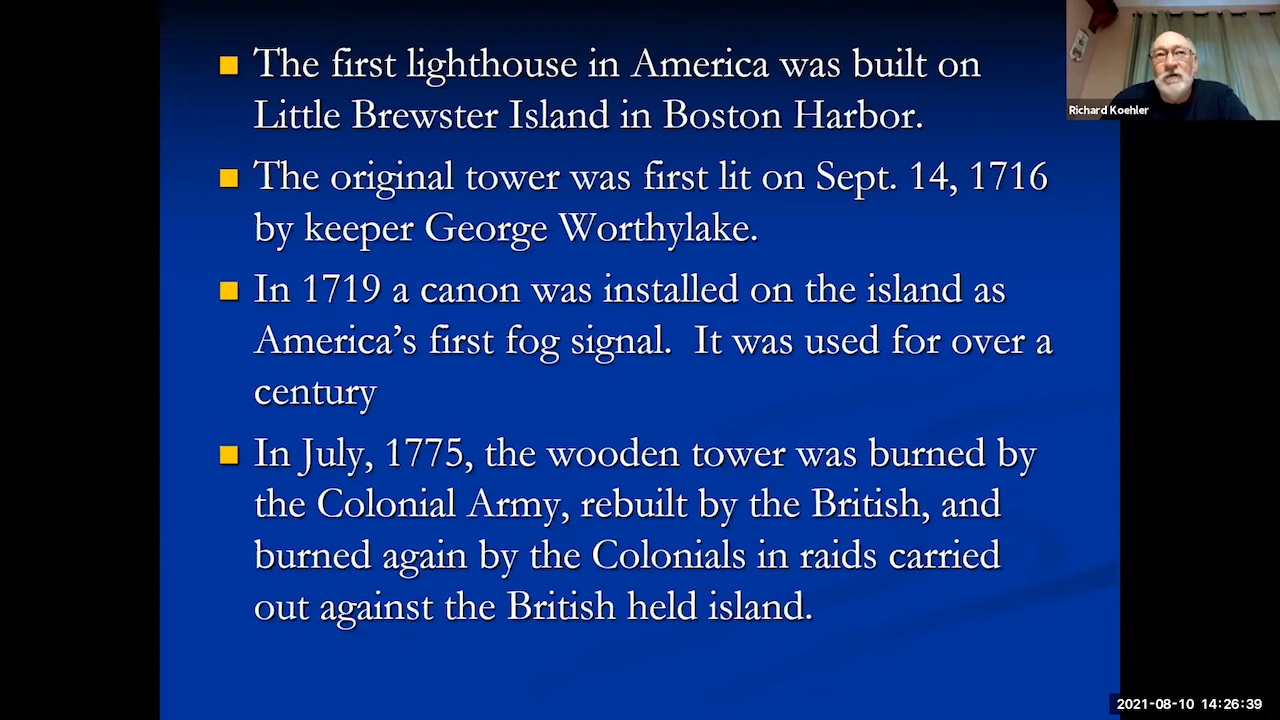 The first lighthouse in America was built on
Little Brewster Island in Boston Harbor.
The original tower was first lit on Sept. 14, 1716
by keeper George Worthylake.
In 1719 a canon was installed on the island as
America’s first fog signal.  It was used for over a
century
In July, 1775, the wooden tower was burned by
the Colonial Army, rebuilt by the British, and
burned again by the Colonials in raids carried
out against the British held island.
Richard Koehler
2021-08-10 14:26:39